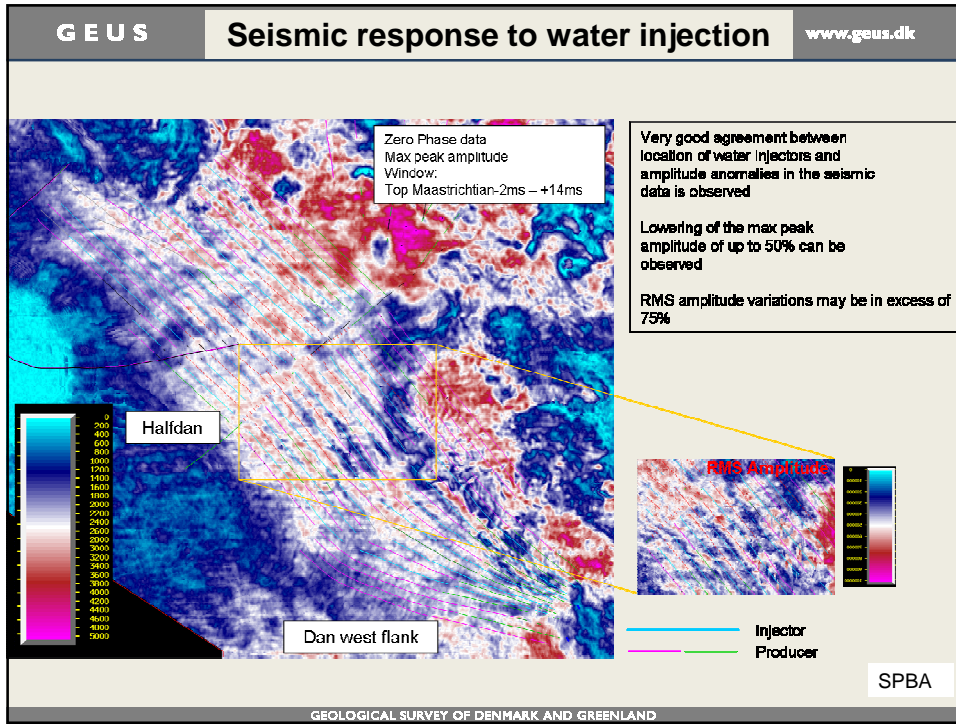 G E U S
Seismic response to water injection
www.geus.dk
Zero Phase data
Max peak amplitude
Window:
Top Maastrichtian-2ms – +14ms
Very good agreement between
location of water injectors and
amplitude anomalies in the seismic
data is observed
Lowering of the max peak
amplitude of up to 50% can be
observed
RMS amplitude variations may be in excess of
75%
Halfdan
0
200
400
600
800
1000
1200
1400
1600
1800
2000
2200
2400
2600
2800
3000
3200
3400
3600
3800
4000
4200
4400
4600
4800
5000
RMS Amplitude
Dan west flank
Injector
Producer
SPBA
GEOLOGICAL SURVEY OF DENMARK AND GREENLAND